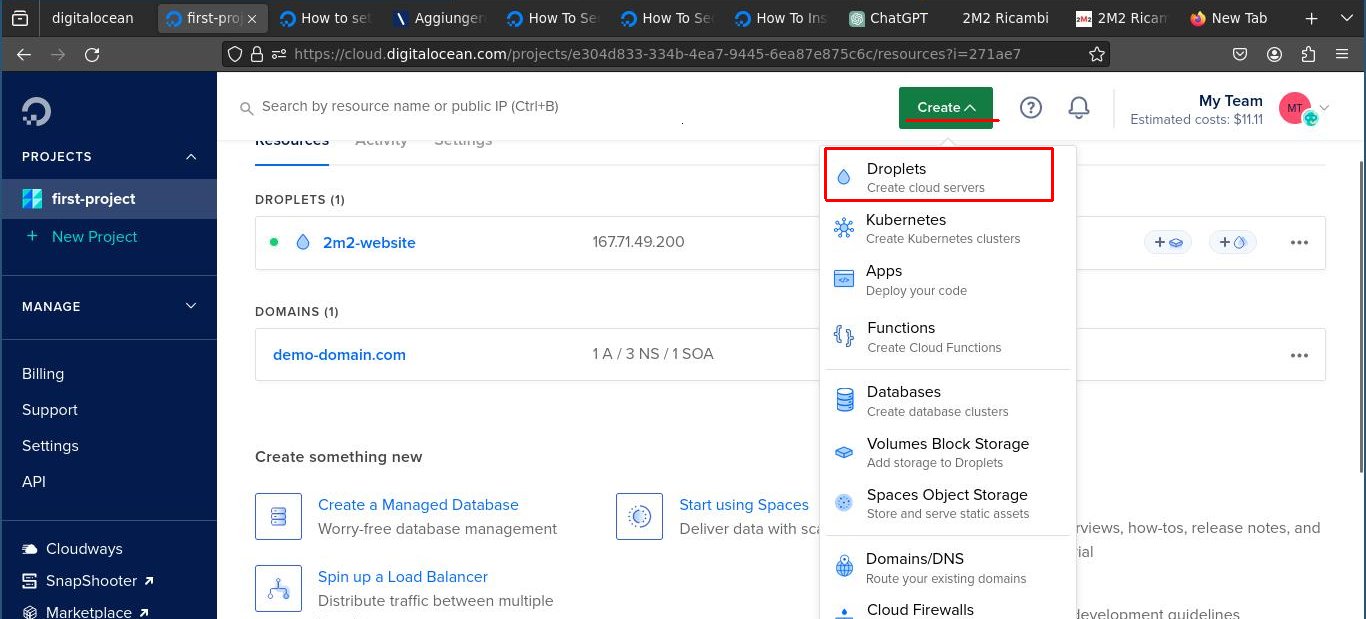 digitalocean
first-proj
How to set
Aggiunger
How To Se
How To Sec
How To Ins
ChatGPT
2M2 Ricambi
2M2 Ricam
New Tab
https://cloud.digitalocean.com/projects/e304d833-334b-4ea7-9445-6ea87e875c6c/resources?i=271ae7
Search by resource name or public IP (Ctrl+B)
Create
My Team
Estimated costs: $11.11
MT
PROJECTS
first-project
+ New Project
MANAGE
Billing
Support
Settings
API
Cloudways
SnapShooter
Marketplace
Resources
Activity
Settings
DROPLETS (1)
2m2-website
167.71.49.200
DOMAINS (1)
demo-domain.com
1 A / 3 NS / 1 SOA
Create something new
Create a Managed Database
Worry-free database management
Spin up a Load Balancer
Distribute traffic between multiple
Start using Spaces
Deliver data with sca
Droplets
Create cloud servers
Kubernetes
Create Kubernetes clusters
Apps
Deploy your code
Functions
Create Cloud Functions
Databases
Create database clusters
Volumes Block Storage
Add storage to Droplets
Spaces Object Storage
Store and serve static assets
Domains/DNS
Route your existing domains
Cloud Firewalls
rviews, how-tos, release notes, and
rial
development guidelines